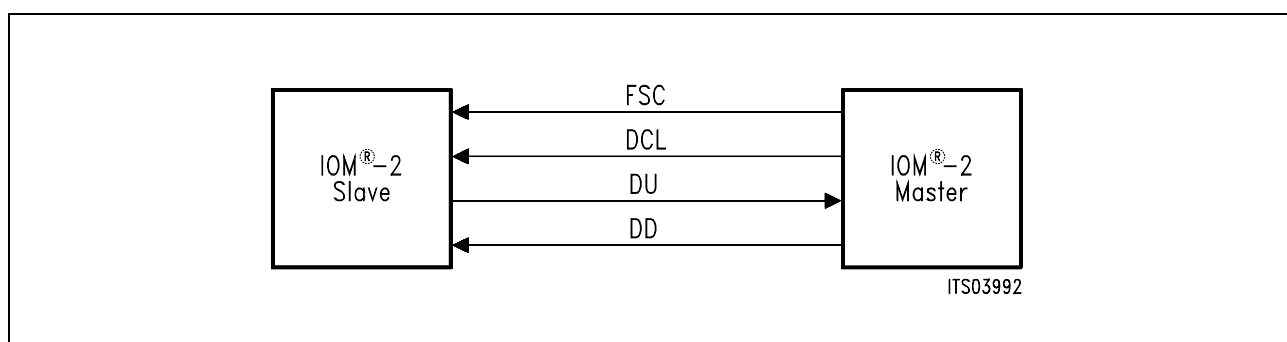 FSC
DCL
DU
DD
IOM®-2
Slave
IOM®-2
Master
ITS03992